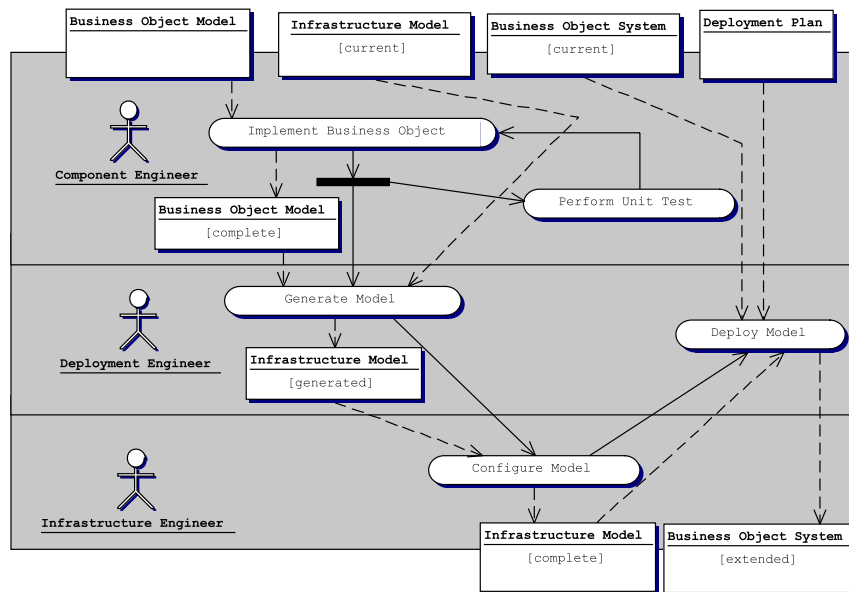 Business Object Model
Infrastructure Model
[current]
Business Object System
[current]
Deployment Plan
Implement Business Object
Component Engineer
Perform Unit Test
Business Object Model
[complete]
Generate Model
Deploy Model
Deployment Engineer
Infrastructure Model
[generated]
Configure Model
Infrastructure Engineer
Infrastructure Model
[complete]
Business Object System
[extended]